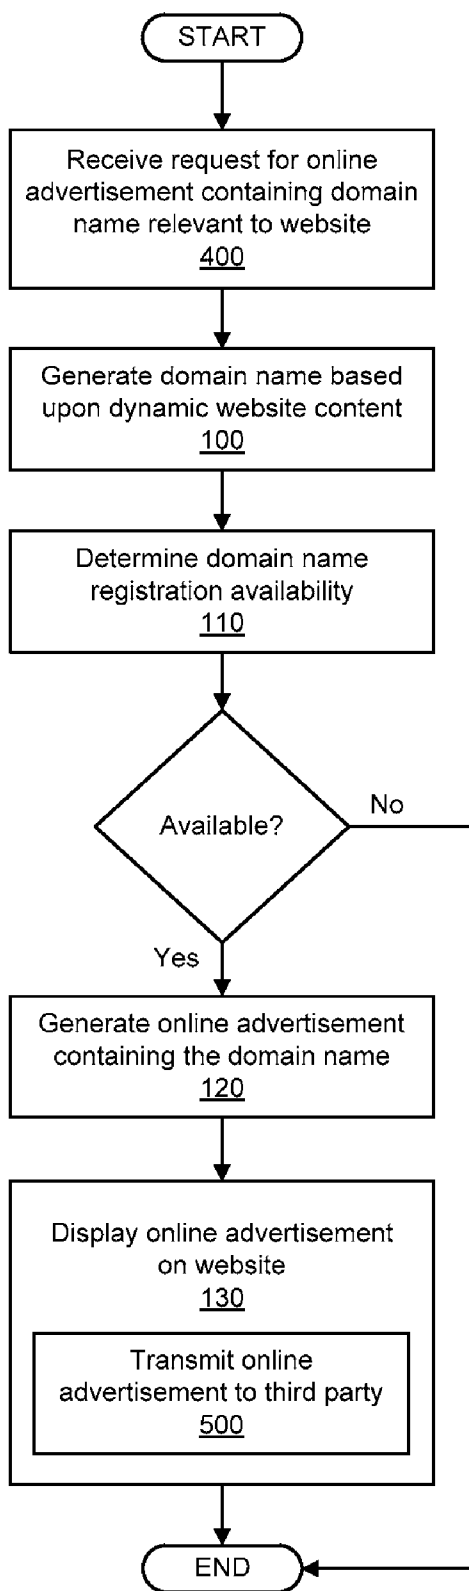 START
Receive request for online
advertisement containing domain
name relevant to website
400
Generate domain name based
upon dynamic website content
100
Determine domain name
registration availability
110
Available?
No
Yes
Generate online advertisement
containing the domain name
120
Display online advertisement
on website
130
Transmit online
advertisement to third party
500
END